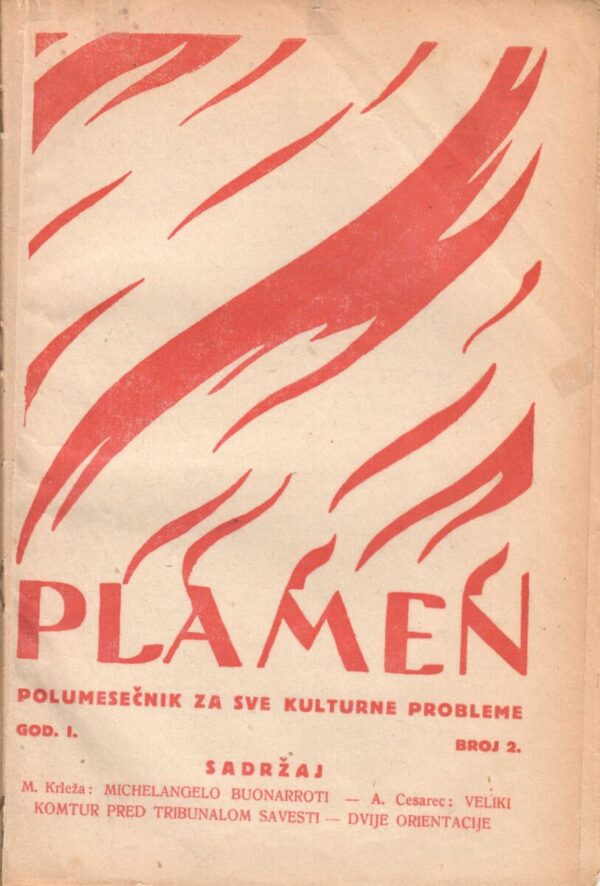 PLAMEN
POLUMESEČNIK ZA SVE KULTURNE PROBLEME
GOD. I.
BROJ 2.
SADRŽAJ
M. Krleža: MICHELANGELO BUONARROTI — A. Cesarec: VELIKI
KOMTUR PRED TRIBUNALOM SAVESTI — DVIJE ORIENTACIJE